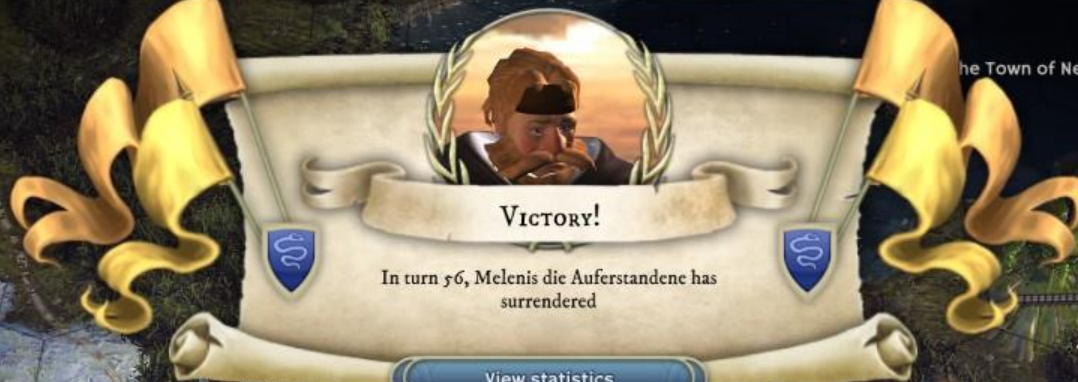 he Town of Ne
Victory!
In turn 56, Melenis die Auferstandene has
surrendered
View statistics